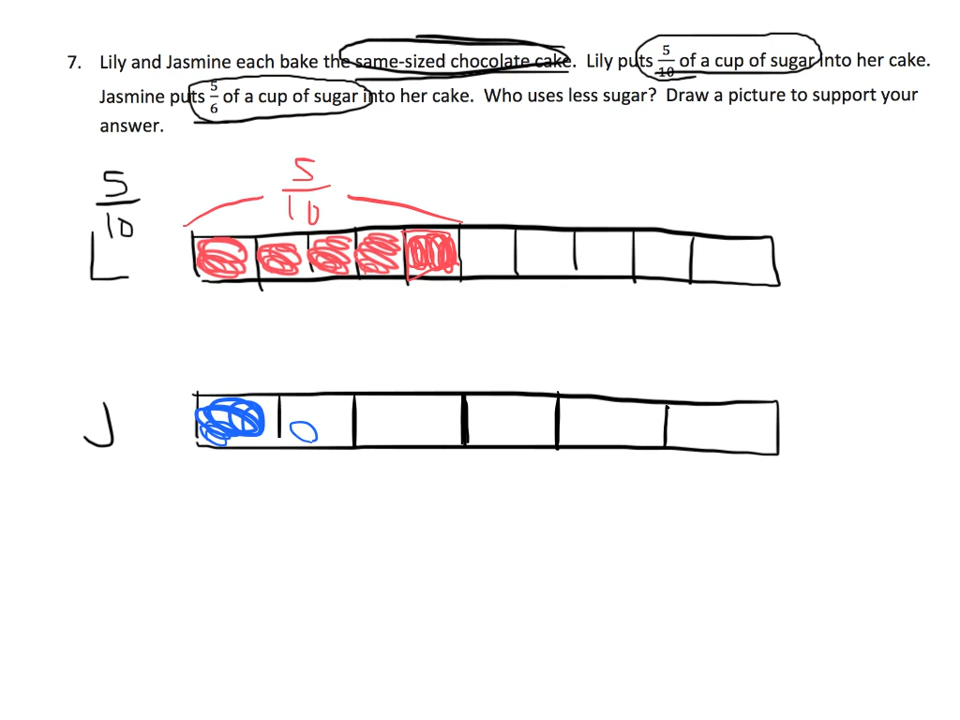 7. Lily and Jasmine each bake the same-sized chocolate cake. Lily puts 5/10 of a cup of sugar into her cake.
Jasmine puts 5/6 of a cup of sugar into her cake. Who uses less sugar? Draw a picture to support your
answer.
5/10
5/10
L
J